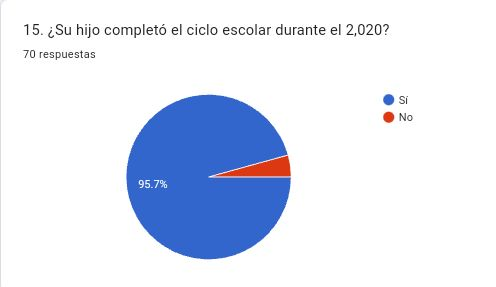 15. ¿Su hijo completó el ciclo escolar durante el 2,020?
70 respuestas
Sí
No
95.7%